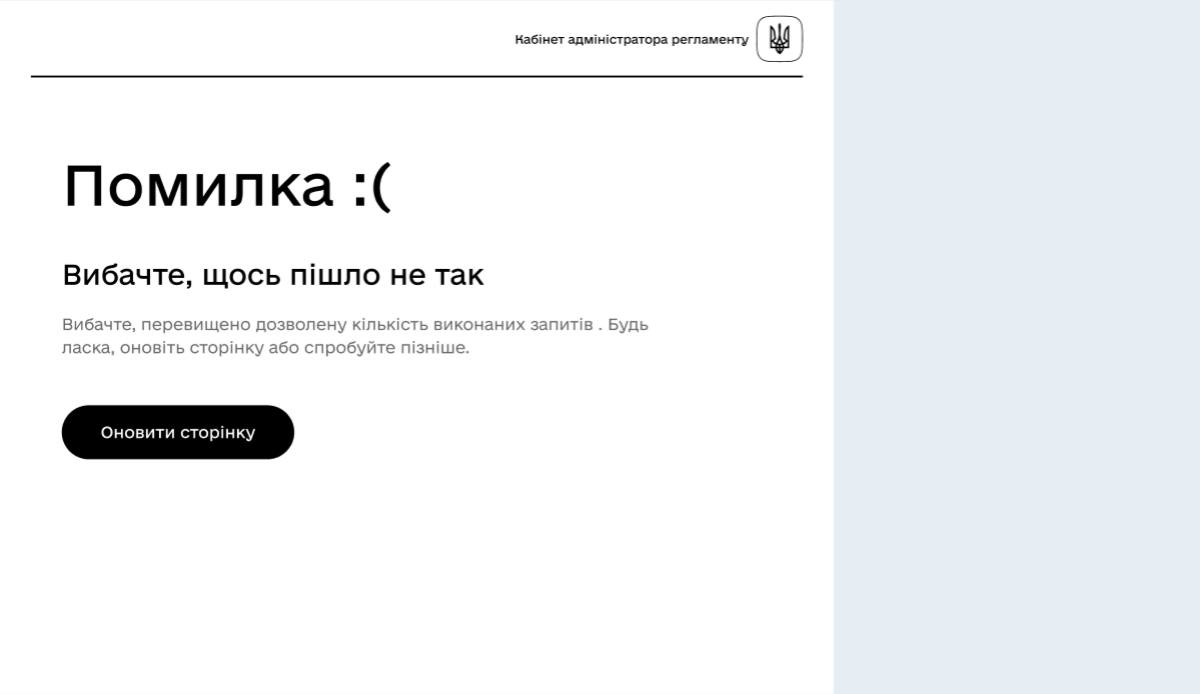 Кабінет адміністратора регламенту
Помилка :(
Вибачте, щось пішло не так
Вибачте, перевищено дозволену кількість виконаних запитів . Будь
ласка, оновіть сторінку або спробуйте пізніше.
Оновити сторінку